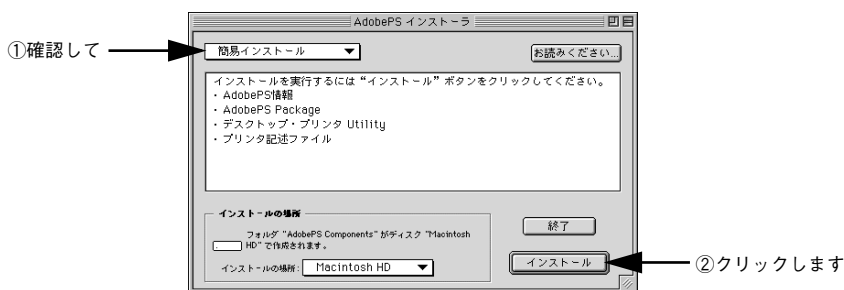 AdobePS インストーラ
①確認して
簡易インストール
お読みください...
インストールを実行するには“インストール”ボタンをクリックしてください。
・AdobePS情報
・AdobePS Package
・デスクトップ・プリンタ Utility
・プリンタ記述ファイル
インストールの場所
フォルダ "AdobePS Components" がディスク "Macintosh
HD" で作成されます。
インストールの場所: Macintosh HD
終了
インストール
②クリックします